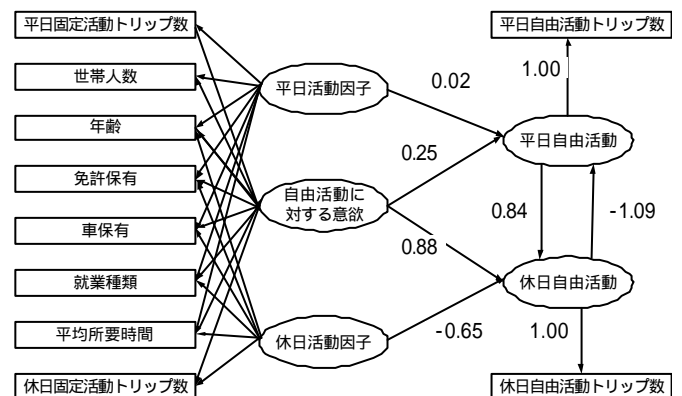 平日固定活動トリップ数
世帯人数
年齢
免許保有
車保有
就業種類
平均所要時間
休日固定活動トリップ数
平日活動因子
自由活動に
対する意欲
休日活動因子
0.02
0.25
0.88
-0.65
平日自由活動トリップ数
1.00
平日自由活動
0.84
-1.09
休日自由活動
1.00
休日自由活動トリップ数